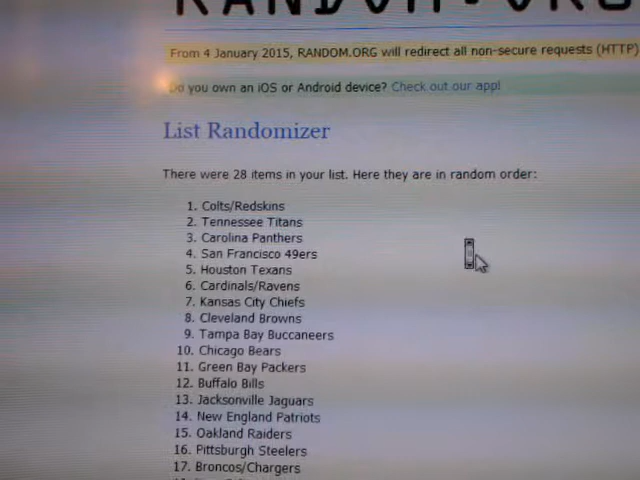 RANDOM.ORG
From 4 January 2015, RANDOM.ORG will redirect all non-secure requests (HTTP)
Do you own an iOS or Android device? Check out our app!
List Randomizer
There were 28 items in your list. Here they are in random order:
1. Colts/Redskins
2. Tennessee Titans
3. Carolina Panthers
4. San Francisco 49ers
5. Houston Texans
6. Cardinals/Ravens
7. Kansas City Chiefs
8. Cleveland Browns
9. Tampa Bay Buccaneers
10. Chicago Bears
11. Green Bay Packers
12. Buffalo Bills
13. Jacksonville Jaguars
14. New England Patriots
15. Oakland Raiders
16. Pittsburgh Steelers
17. Broncos/Chargers